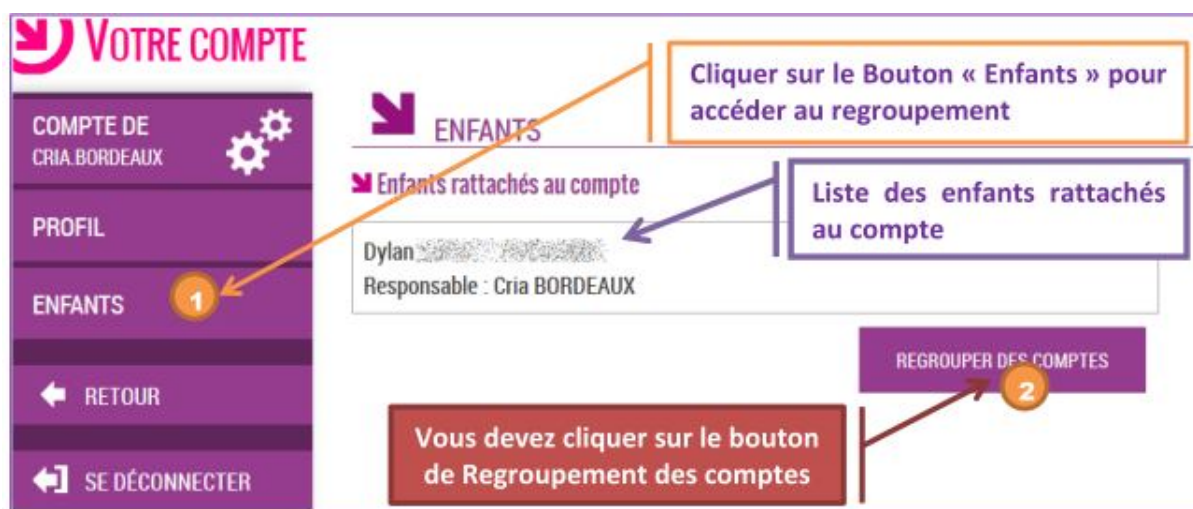 VOTRE COMPTE
COMPTE DE
CRIA.BORDEAUX
PROFIL
ENFANTS
1
RETOUR
SE DÉCONNECTER
Cliquer sur le Bouton « Enfants » pour
accéder au regroupement
ENFANTS
Enfants rattachés au compte
Liste des enfants rattachés
au compte
Dylan
Responsable : Cria BORDEAUX
REGROUPER DES COMPTES
2
Vous devez cliquer sur le bouton
de Regroupement des comptes